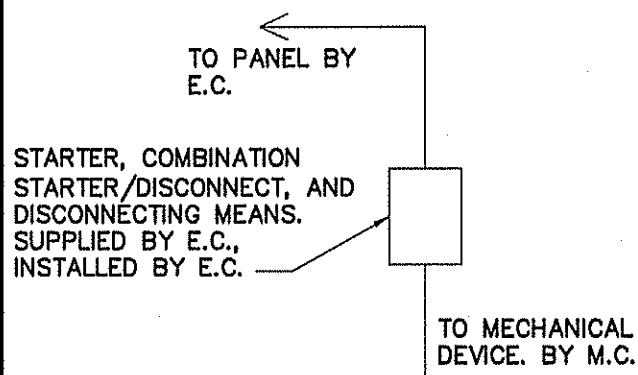 TO PANEL BY
E.C.
STARTER, COMBINATION
STARTER/DISCONNECT, AND
DISCONNECTING MEANS.
SUPPLIED BY E.C.,
INSTALLED BY E.C.
TO MECHANICAL
DEVICE. BY M.C.